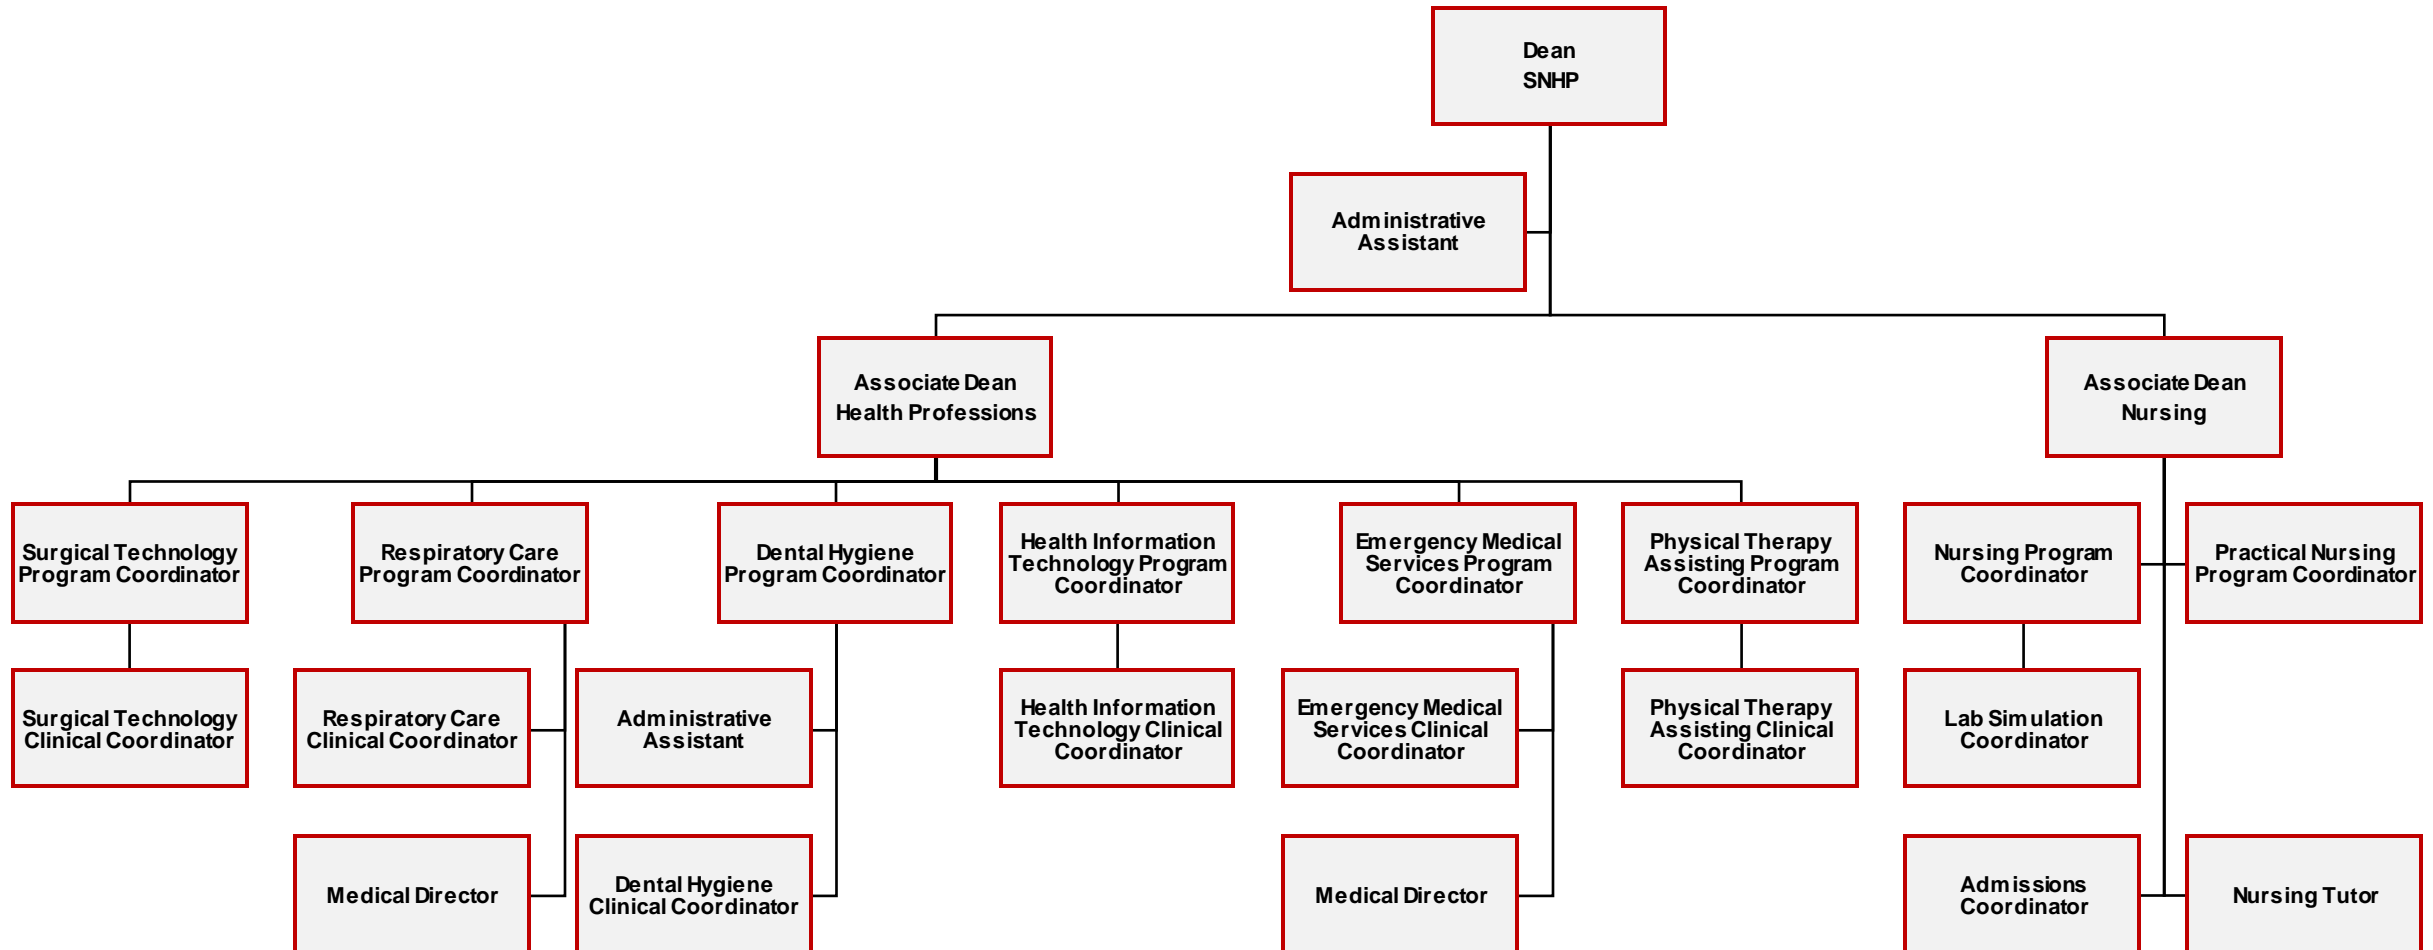 Dean
SNHP
Administrative
Assistant
Associate Dean
Health Professions
Associate Dean
Nursing
Surgical Technology
Program Coordinator
Respiratory Care
Program Coordinator
Dental Hygiene
Program Coordinator
Health Information
Technology Program
Coordinator
Emergency Medical
Services Program
Coordinator
Physical Therapy
Assisting Program
Coordinator
Nursing Program
Coordinator
Practical Nursing
Program Coordinator
Surgical Technology
Clinical Coordinator
Respiratory Care
Clinical Coordinator
Administrative
Assistant
Health Information
Technology Clinical
Coordinator
Emergency Medical
Services Clinical
Coordinator
Physical Therapy
Assisting Clinical
Coordinator
Lab Simulation
Coordinator
Medical Director
Dental Hygiene
Clinical Coordinator
Medical Director
Admissions
Coordinator
Nursing Tutor